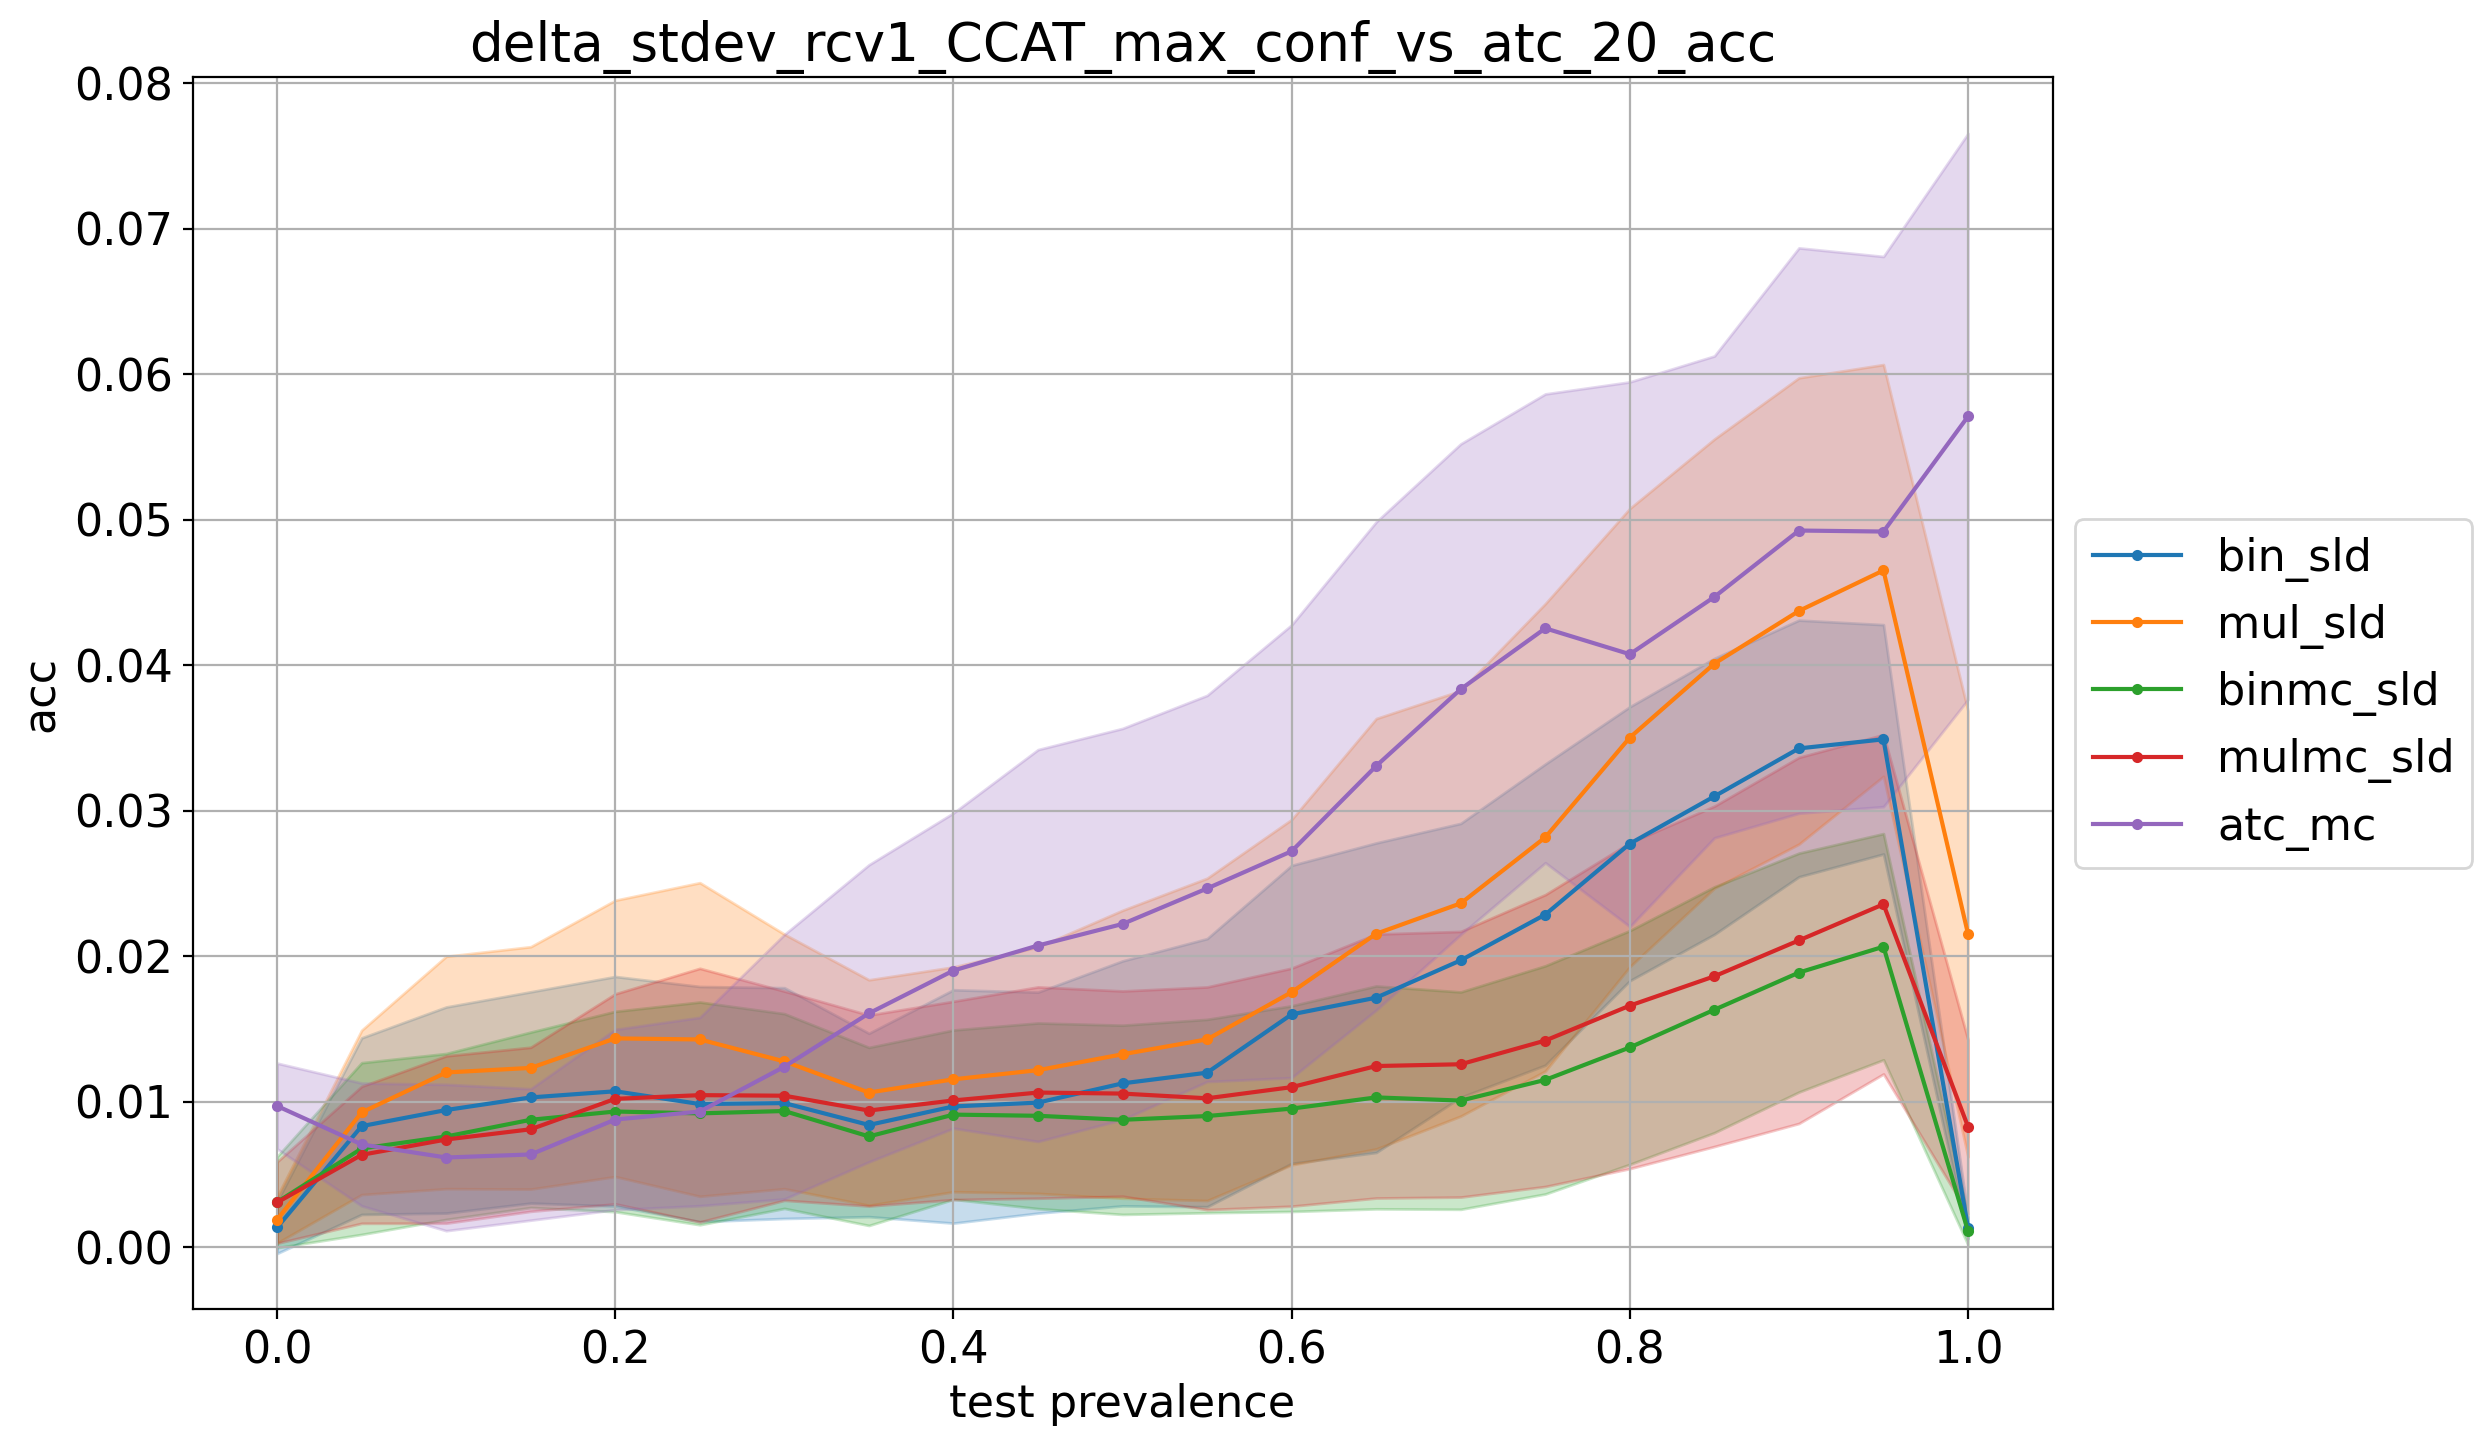 delta_stdev_rcv1_CCAT_max_conf_vs_atc_20_acc
0.08
0.07
0.06
0.05
0.04
0.03
0.02
0.01
0.00
acc
0.0 0.2 0.4 0.6 0.8 1.0
test prevalence
bin_sld
mul_sld
binmc_sld
mulmc_sld
atc_mc